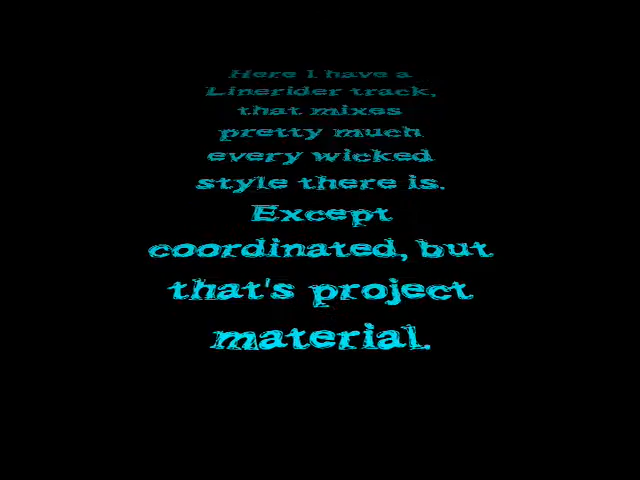 Here I have a
Linerider track,
that mixes
pretty much
every wicked
style there is.
Except
coordinated, but
that's project
material.